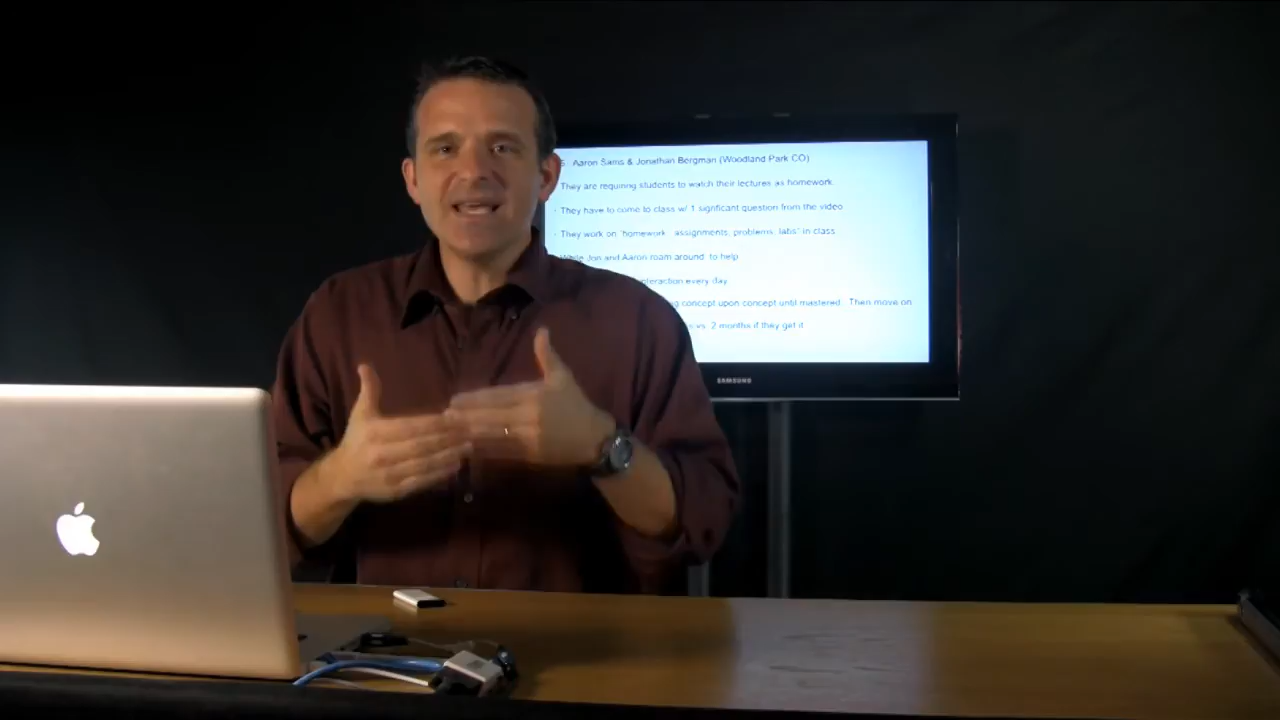 5. Aaron Sams & Jonathan Bergman (Woodland Park CO)
They are requiring students to watch their lectures as homework.
- They have to come to class w/ 1 signficant question from the video
- They work on "homework assignments, problems labs" in class
- While Jon and Aaron roam around to help
interaction every day.
concept upon concept until mastered. Then move on
vs. 2 months if they get it
SAMSUNG